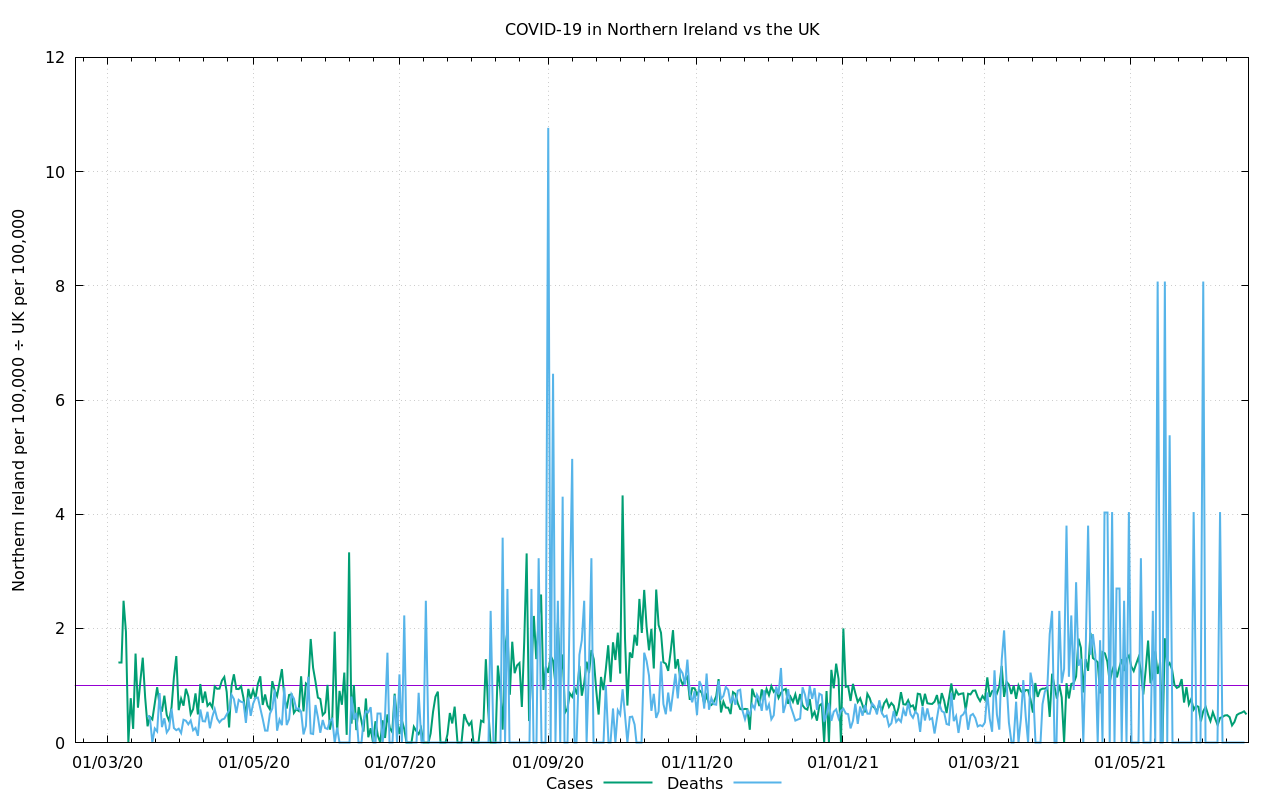 COVID-19 in Northern Ireland vs the UK
Northern Ireland per 100,000 ÷ UK per 100,000
12
10
8
6
4
2
0
01/03/20 01/05/20 01/07/20 01/09/20 01/11/20 01/01/21 01/03/21 01/05/21
Cases Deaths